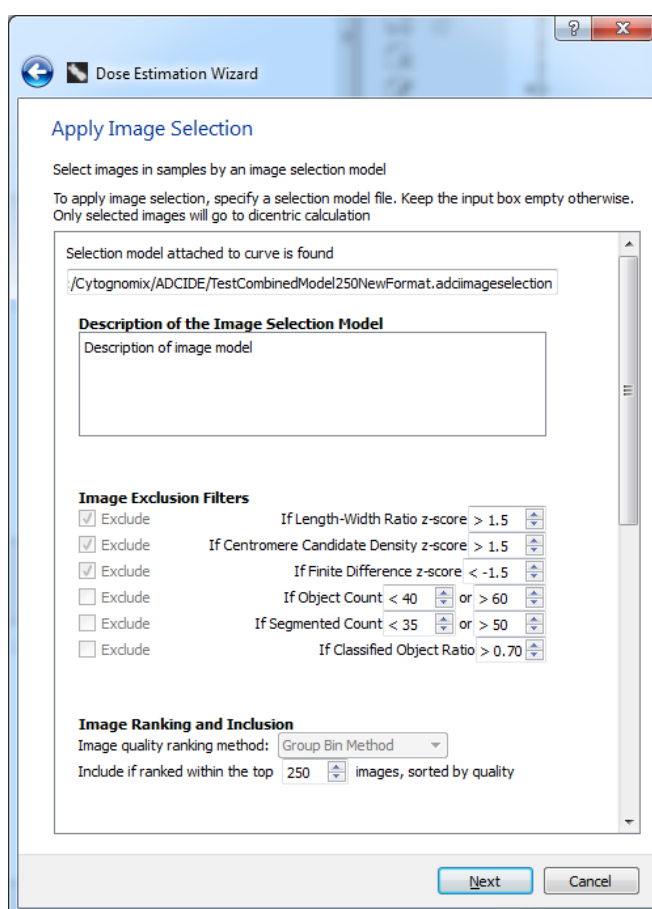 ?
x
Dose Estimation Wizard
Apply Image Selection
Select images in samples by an image selection model
To apply image selection, specify a selection model file. Keep the input box empty otherwise.
Only selected images will go to dicentric calculation
Selection model attached to curve is found
:/Cytognomix/ADCIDE/TestCombinedModel250NewFormat.adciimageselection
Description of the Image Selection Model
Description of image model
Image Exclusion Filters
Exclude If Length-Width Ratio z-score > 1.5
Exclude If Centromere Candidate Density z-score > 1.5
Exclude If Finite Difference z-score < -1.5
Exclude If Object Count < 40 or > 60
Exclude If Segmented Count < 35 or > 50
Exclude If Classified Object Ratio > 0.70
Image Ranking and Inclusion
Image quality ranking method: Group Bin Method
Include if ranked within the top 250 images, sorted by quality
Next Cancel